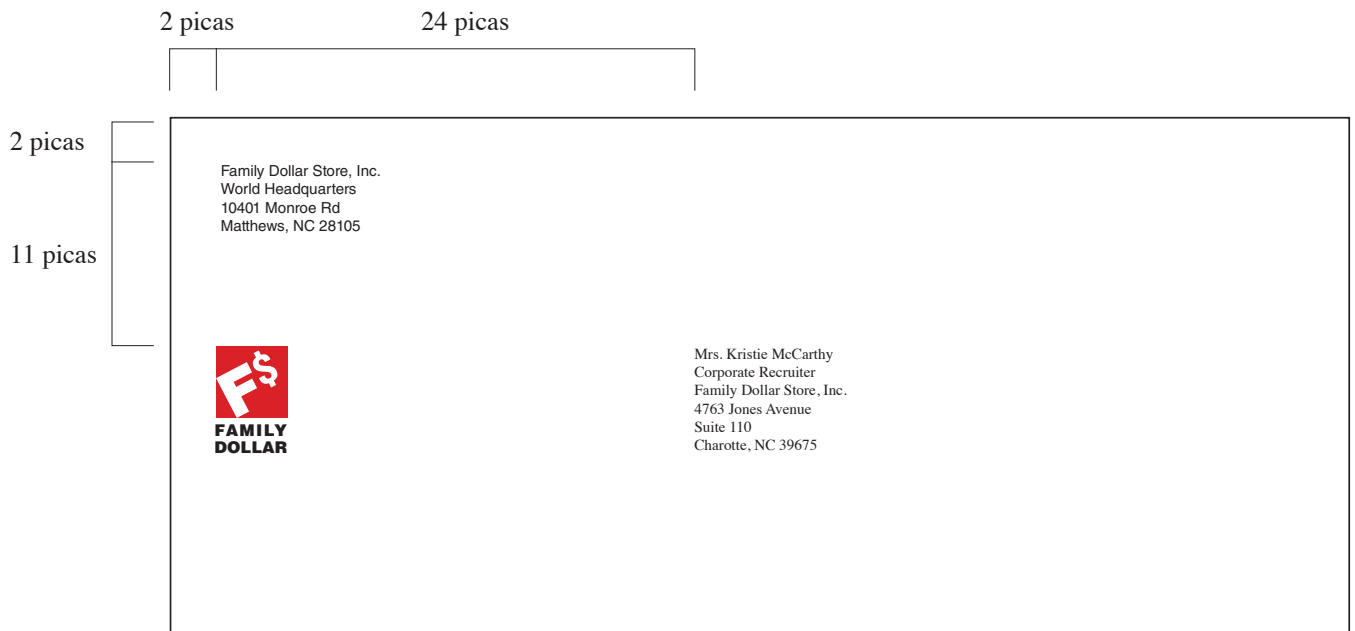 2 picas
24 picas
2 picas
11 picas
Family Dollar Store, Inc.
World Headquarters
10401 Monroe Rd
Matthews, NC 28105
F$
FAMILY
DOLLAR
Mrs. Kristie McCarthy
Corporate Recruiter
Family Dollar Store, Inc.
4763 Jones Avenue
Suite 110
Charotte, NC 39675